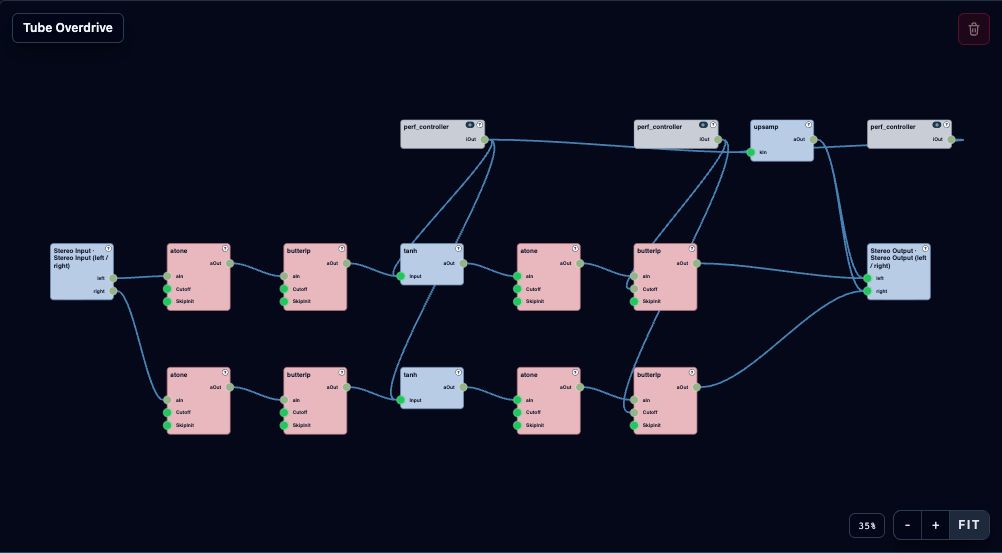 Tube Overdrive
perf_controller
iOut
perf_controller
iOut
upsamp
aOut
kin
perf_controller
iOut
Stereo Input ·
Stereo Input (left /
right)
left
right
atone
aOut
aIn
Cutoff
SkipInit
butterlp
aOut
aIn
Cutoff
SkipInit
tanh
aOut
Input
atone
aOut
aIn
Cutoff
SkipInit
butterlp
aOut
aIn
Cutoff
SkipInit
Stereo Output ·
Stereo Output (left
/ right)
left
right
atone
aOut
aIn
Cutoff
SkipInit
butterlp
aOut
aIn
Cutoff
SkipInit
tanh
aOut
Input
atone
aOut
aIn
Cutoff
SkipInit
butterlp
aOut
aIn
Cutoff
SkipInit
35%
-
+
FIT